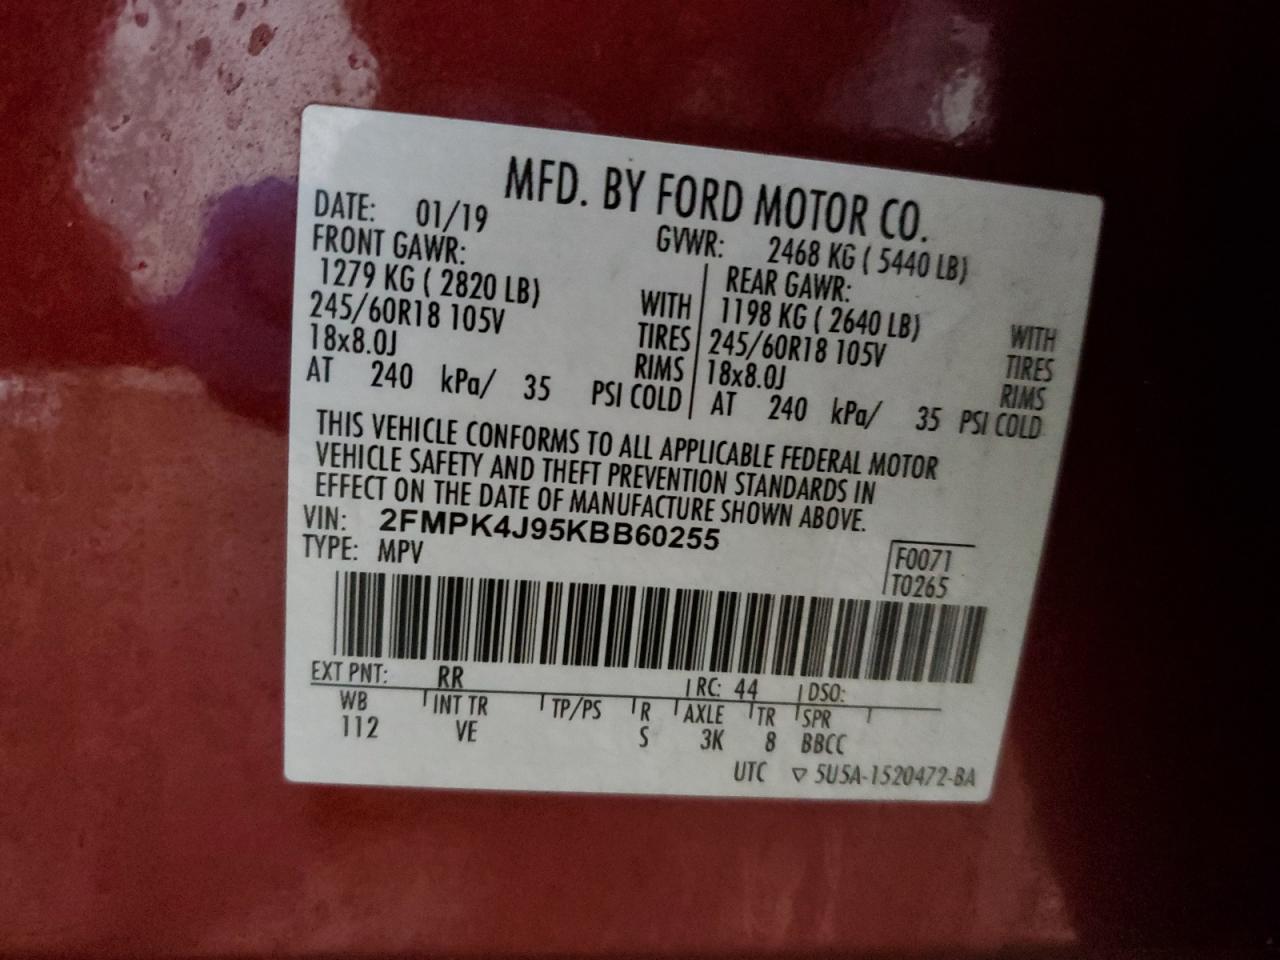 MFD. BY FORD MOTOR CO.
DATE: 01/19 GVWR: 2468 KG ( 5440 LB)
FRONT GAWR: REAR GAWR:
1279 KG ( 2820 LB) WITH 1198 KG ( 2640 LB) WITH
245/60R18 105V TIRES 245/60R18 105V TIRES
18x8.0J RIMS 18x8.0J RIMS
AT 240 kPa/ 35 PSI COLD AT 240 kPa/ 35 PSI COLD
THIS VEHICLE CONFORMS TO ALL APPLICABLE FEDERAL MOTOR
VEHICLE SAFETY AND THEFT PREVENTION STANDARDS IN
EFFECT ON THE DATE OF MANUFACTURE SHOWN ABOVE.
VIN: 2FMPK4J95KBB60255
TYPE: MPV F0071
T0265
EXT PNT: RR RC: 44 DSO:
WB INT TR TP/PS R AXLE TR SPR
112 VE S 3K 8 BBCC
UTC ▽ 5U5A-1520472-BA